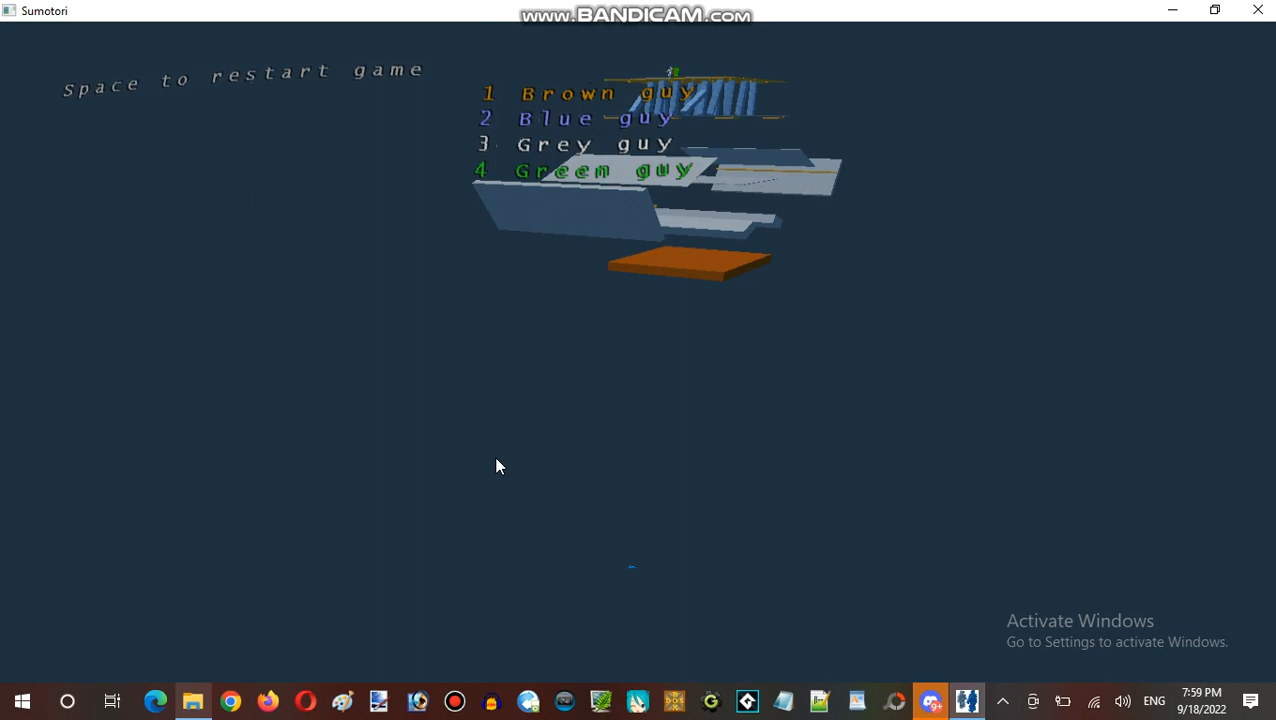 Sumotori
www.BANDICAM.com
Space to restart game
1 Brown guy
2 Blue guy
3 Grey guy
4 Green guy
Activate Windows
Go to Settings to activate Windows.
9+
ENG
7:59 PM
9/18/2022